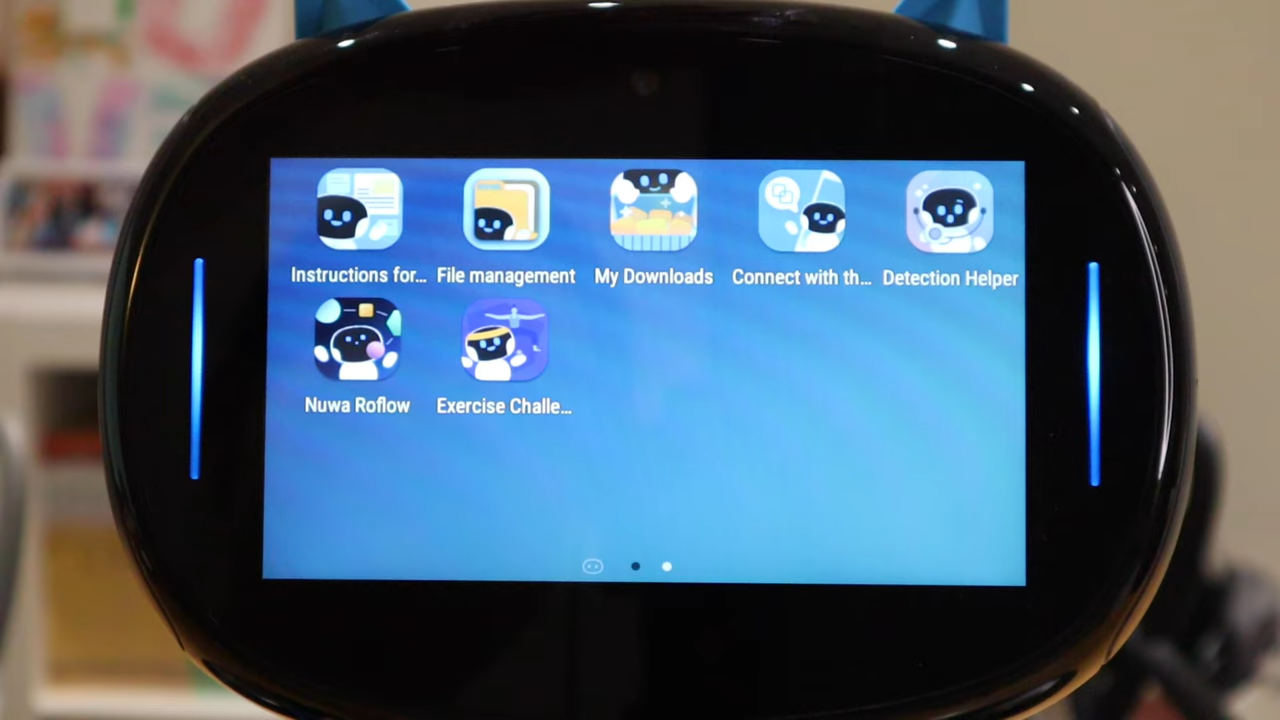 Instructions for...
File management
My Downloads
Connect with th...
Detection Helper
Nuwa Roflow
Exercise Challe...